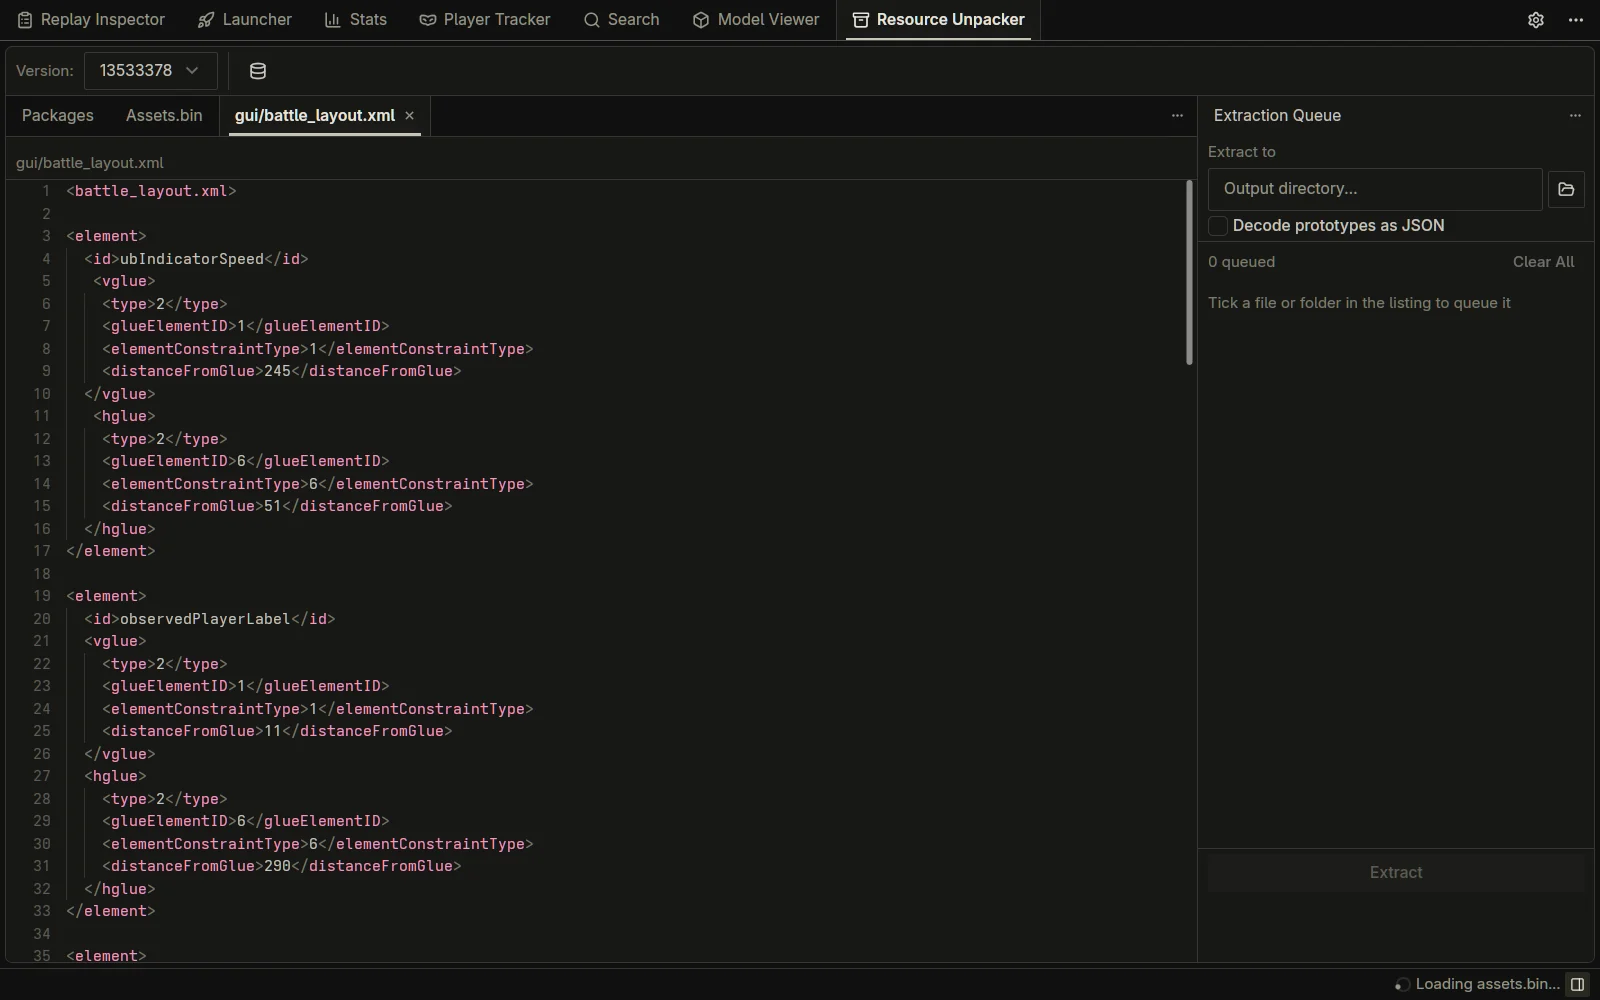 Replay Inspector Launcher Stats Player Tracker Search Model Viewer Resource Unpacker
Version: 13533378
Packages Assets.bin gui/battle_layout.xml
gui/battle_layout.xml
1 <battle_layout.xml>
2
3 <element>
4 <id>ubIndicatorSpeed</id>
5 <vglue>
6 <type>2</type>
7 <glueElementID>1</glueElementID>
8 <elementConstraintType>1</elementConstraintType>
9 <distanceFromGlue>245</distanceFromGlue>
10 </vglue>
11 <hglue>
12 <type>2</type>
13 <glueElementID>6</glueElementID>
14 <elementConstraintType>6</elementConstraintType>
15 <distanceFromGlue>51</distanceFromGlue>
16 </hglue>
17 </element>
18
19 <element>
20 <id>observedPlayerLabel</id>
21 <vglue>
22 <type>2</type>
23 <glueElementID>1</glueElementID>
24 <elementConstraintType>1</elementConstraintType>
25 <distanceFromGlue>11</distanceFromGlue>
26 </vglue>
27 <hglue>
28 <type>2</type>
29 <glueElementID>6</glueElementID>
30 <elementConstraintType>6</elementConstraintType>
31 <distanceFromGlue>290</distanceFromGlue>
32 </hglue>
33 </element>
34
35 <element>
Extraction Queue
Extract to
Output directory...
Decode prototypes as JSON
0 queued Clear All
Tick a file or folder in the listing to queue it
Extract
Loading assets.bin...